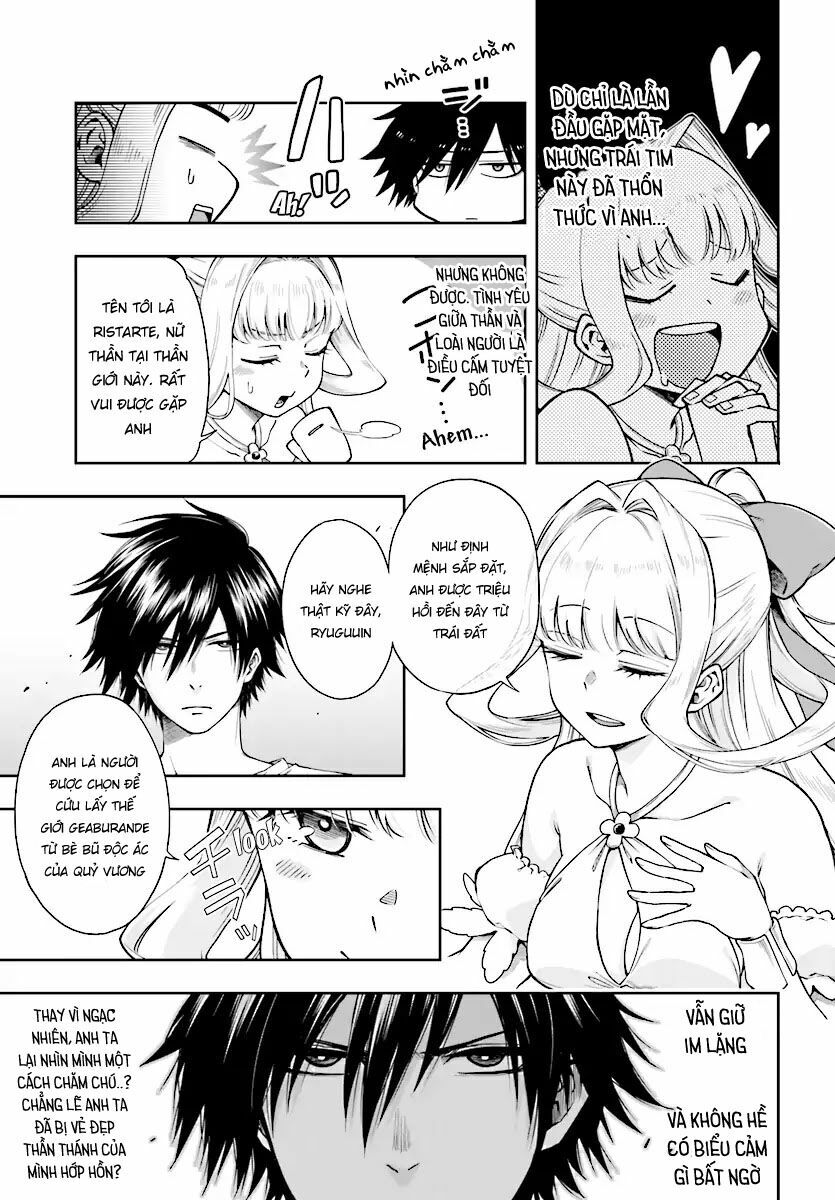 DÙ CHỈ LÀ LẦN
ĐẦU GẶP MẶT,
NHƯNG TRÁI TIM
NÀY ĐÃ THỔN
THỨC VÌ ANH...
nhìn chằm chằm
Ah!
NHƯNG KHÔNG
ĐƯỢC. TÌNH YÊU
GIỮA THẦN VÀ
LOÀI NGƯỜI LÀ
ĐIỀU CẤM TUYỆT
ĐỐI
Ahem...
TÊN TỚI LÀ
RISTARTE, NỮ
THẦN TẠI THẦN
GIỚI NÀY. RẤT
VUI ĐƯỢC GẶP
ANH
NHƯ ĐỊNH
MỆNH SẮP ĐẶT,
ANH ĐƯỢC TRIỆU
HỒI ĐẾN ĐÂY TỪ
TRÁI ĐẤT
HÃY NGHE
THẬT KỸ ĐÂY,
RYUGUUIN
ANH LÀ NGƯỜI
ĐƯỢC CHỌN ĐỂ
CỨU LẤY THẾ
GIỚI GEABURANDE
TỪ BÈ BŨ ĐỘC ÁC
CỦA QUỶ VƯƠNG
look
チラッ
VẪN GIỮ
IM LẶNG
VÀ KHÔNG HỀ
CÓ BIỂU CẢM
GÌ BẤT NGỜ
THAY VÌ NGẠC
NHIÊN, ANH TA
LẠI NHÌN MÌNH MỘT
CÁCH CHẰM CHÚ..?
CHẲNG LẼ ANH TA
ĐÃ BỊ VẺ ĐẸP
THẦN THÁNH CỦA
MÌNH HỚP HỒN?